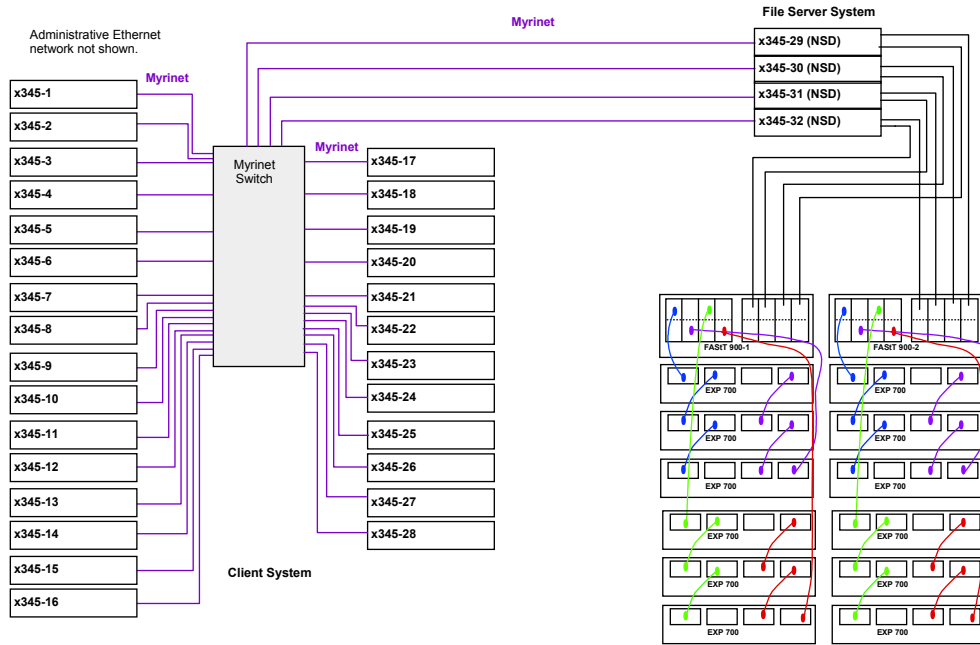 Administrative Ethernet
network not shown.
Myrinet
x345-1
x345-2
x345-3
x345-4
x345-5
x345-6
x345-7
x345-8
x345-9
x345-10
x345-11
x345-12
x345-13
x345-14
x345-15
x345-16
Myrinet
Switch
Myrinet
x345-17
x345-18
x345-19
x345-20
x345-21
x345-22
x345-23
x345-24
x345-25
x345-26
x345-27
x345-28
Client System
Myrinet
File Server System
x345-29 (NSD)
x345-30 (NSD)
x345-31 (NSD)
x345-32 (NSD)
FAStT 900-1
EXP 700
EXP 700
EXP 700
EXP 700
EXP 700
EXP 700
FAStT 900-2
EXP 700
EXP 700
EXP 700
EXP 700
EXP 700
EXP 700